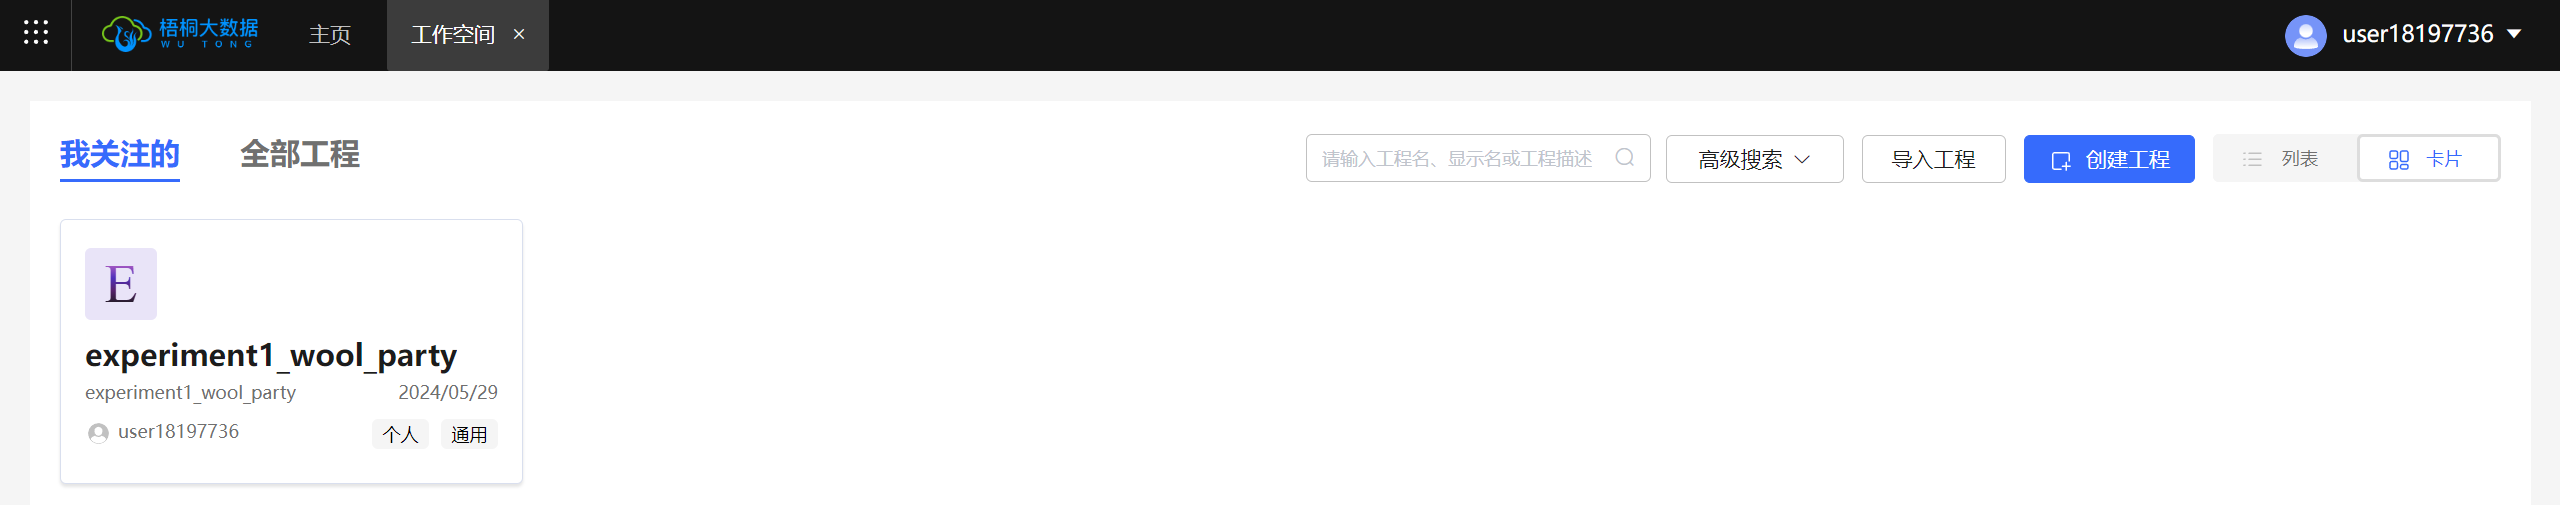 梧桐大数据
WU TONG
主页
工作空间 ×
user18197736
我关注的
全部工程
请输入工程名、显示名或工程描述
高级搜索
导入工程
创建工程
列表
卡片
E
experiment1_wool_party
experiment1_wool_party 2024/05/29
user18197736 个人 通用